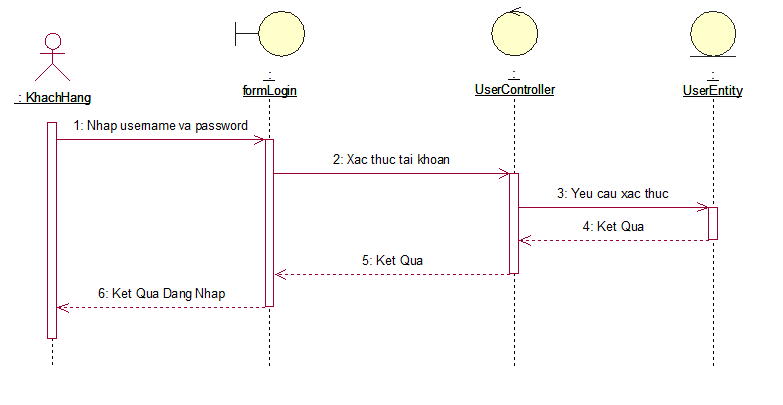 : KhachHang
:
formLogin
:
UserController
:
UserEntity
1: Nhap username va password
2: Xac thuc tai khoan
3: Yeu cau xac thuc
4: Ket Qua
5: Ket Qua
6: Ket Qua Dang Nhap